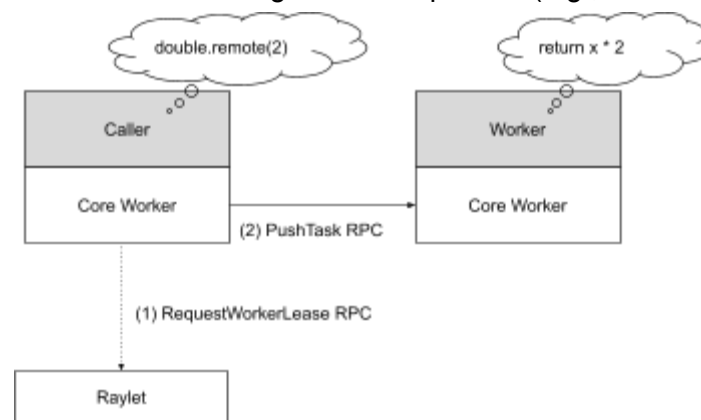 double.remote(2)
return x * 2
Caller
Worker
Core Worker
Core Worker
(2) PushTask RPC
(1) RequestWorkerLease RPC
Raylet